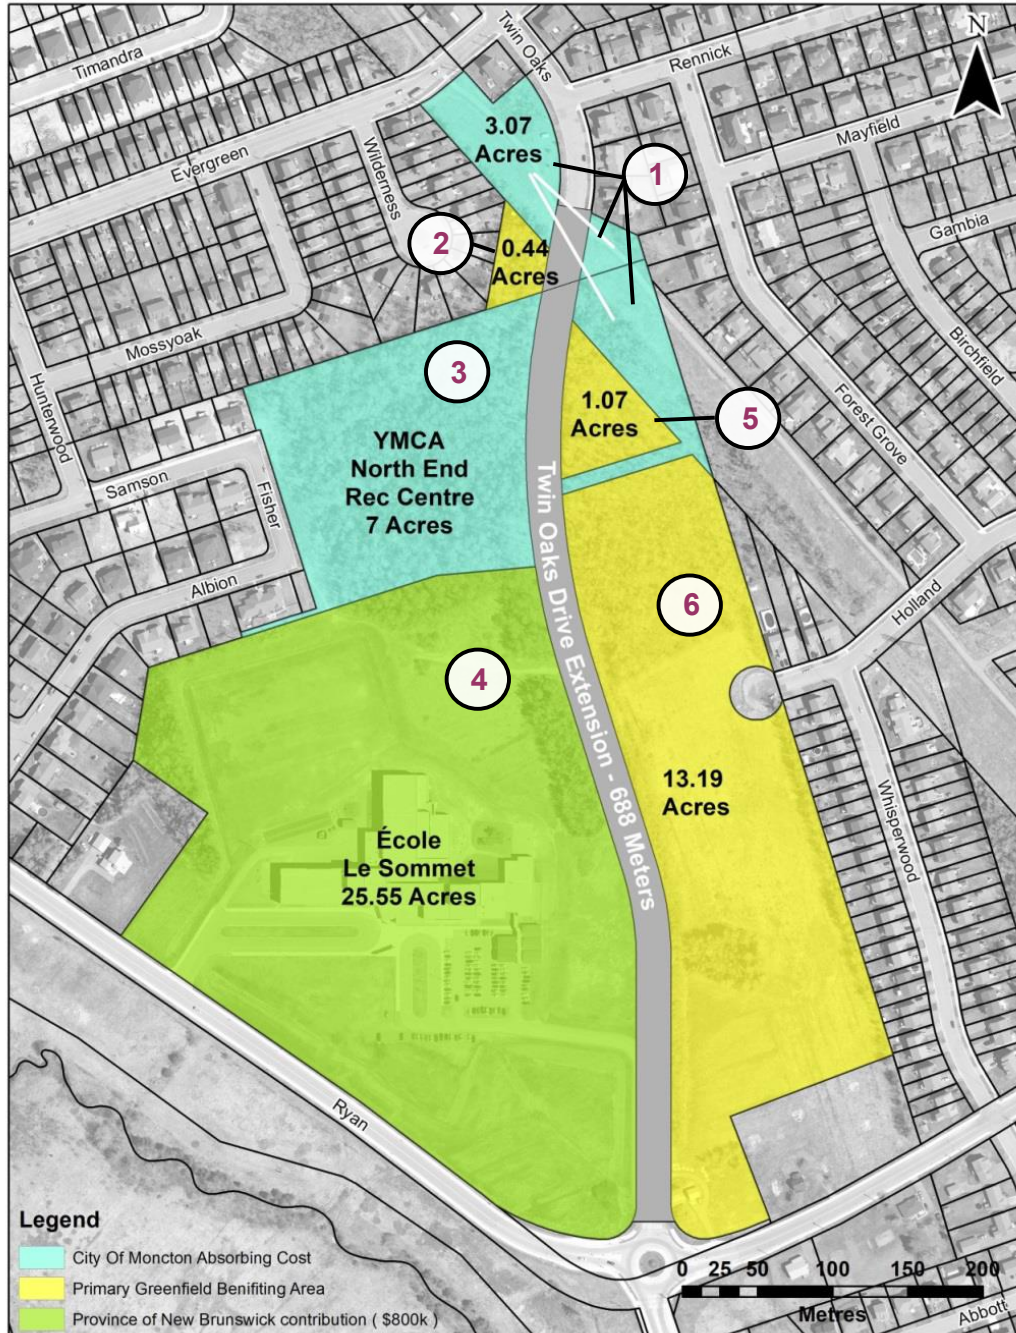 N
Timandra
Twin Oaks
Rennick
Mayfield
Evergreen
Wilderness
Gambia
3.07
Acres
1
2
0.44
Acres
Mossyoak
Hunterwood
Birchfield
Forest Grove
3
1.07
Acres
5
YMCA
North End
Rec Centre
7 Acres
Samson
Fisher
Albion
Twin Oaks Drive Extension - 688 Meters
Holland
6
4
13.19
Acres
Whisperwood
École
Le Sommet
25.55 Acres
Ryan
Legend
City Of Moncton Absorbing Cost
Primary Greenfield Benifiting Area
Province of New Brunswick contribution ( $800k )
0 25 50 100 150 200
Metres
Abbott